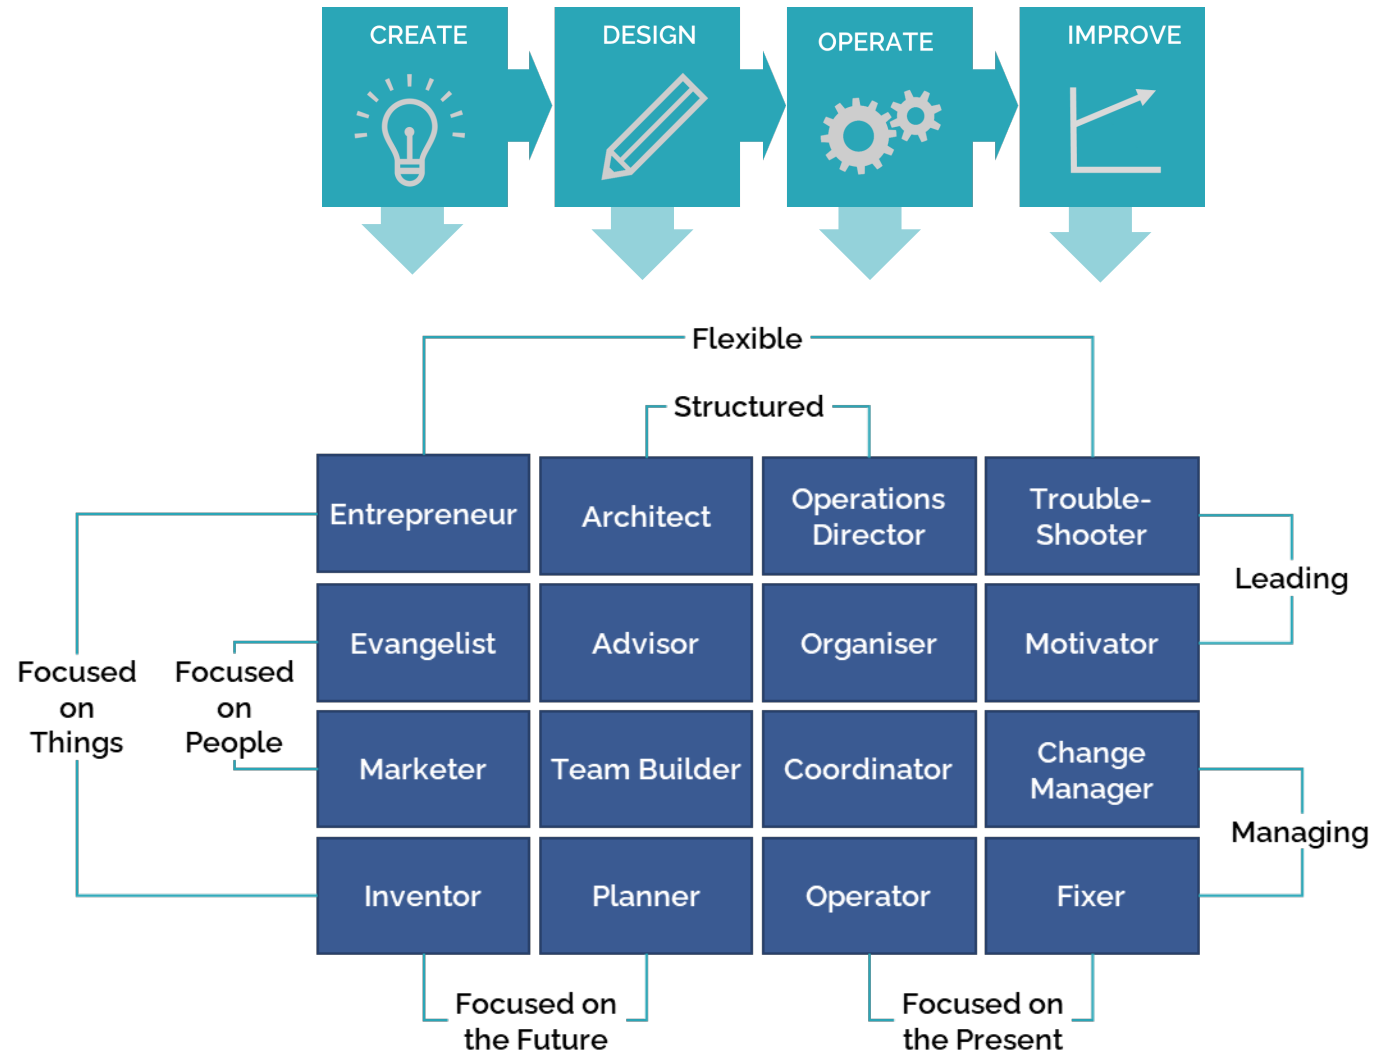 CREATE
DESIGN
OPERATE
IMPROVE
Flexible
Structured
Entrepreneur
Architect
Operations
Director
Trouble-
Shooter
Leading
Evangelist
Advisor
Organiser
Motivator
Focused
on
Things
Focused
on
People
Marketer
Team Builder
Coordinator
Change
Manager
Managing
Inventor
Planner
Operator
Fixer
Focused on
the Future
Focused on
the Present